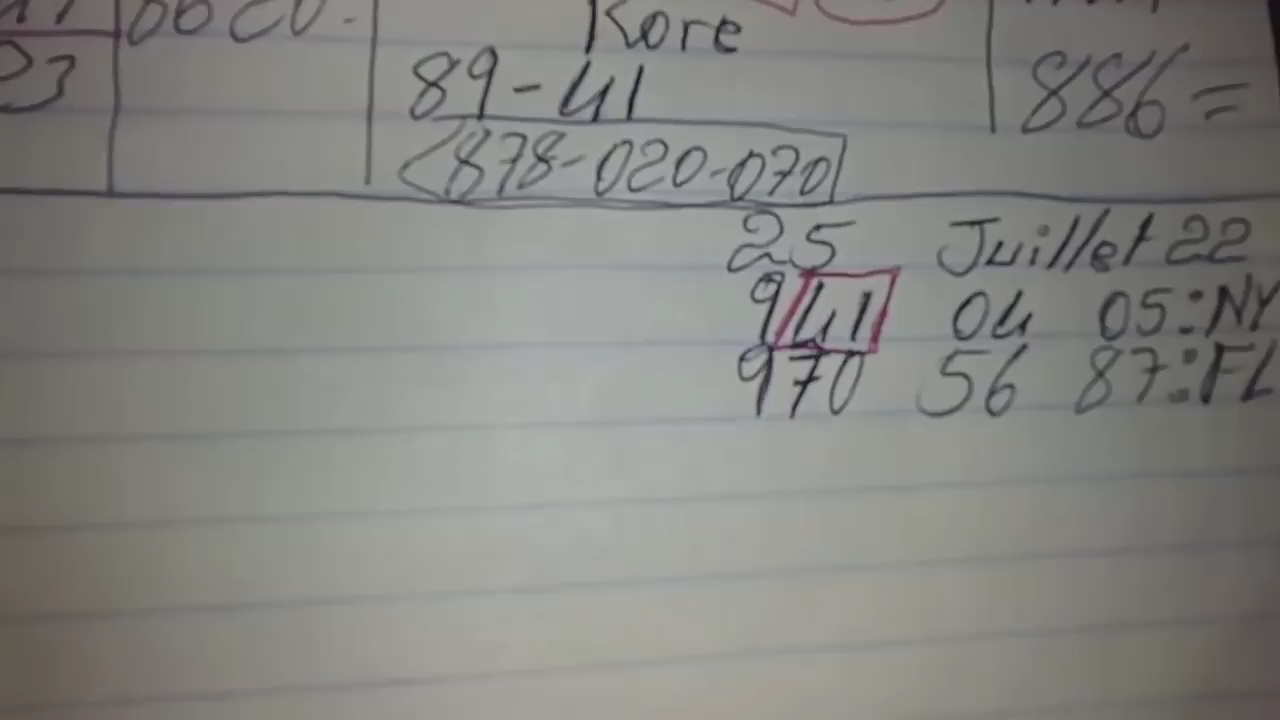 Kore
89-41
886=
878-020-070
25 Juillet 22
941 04 05:NY
970 56 87:FL